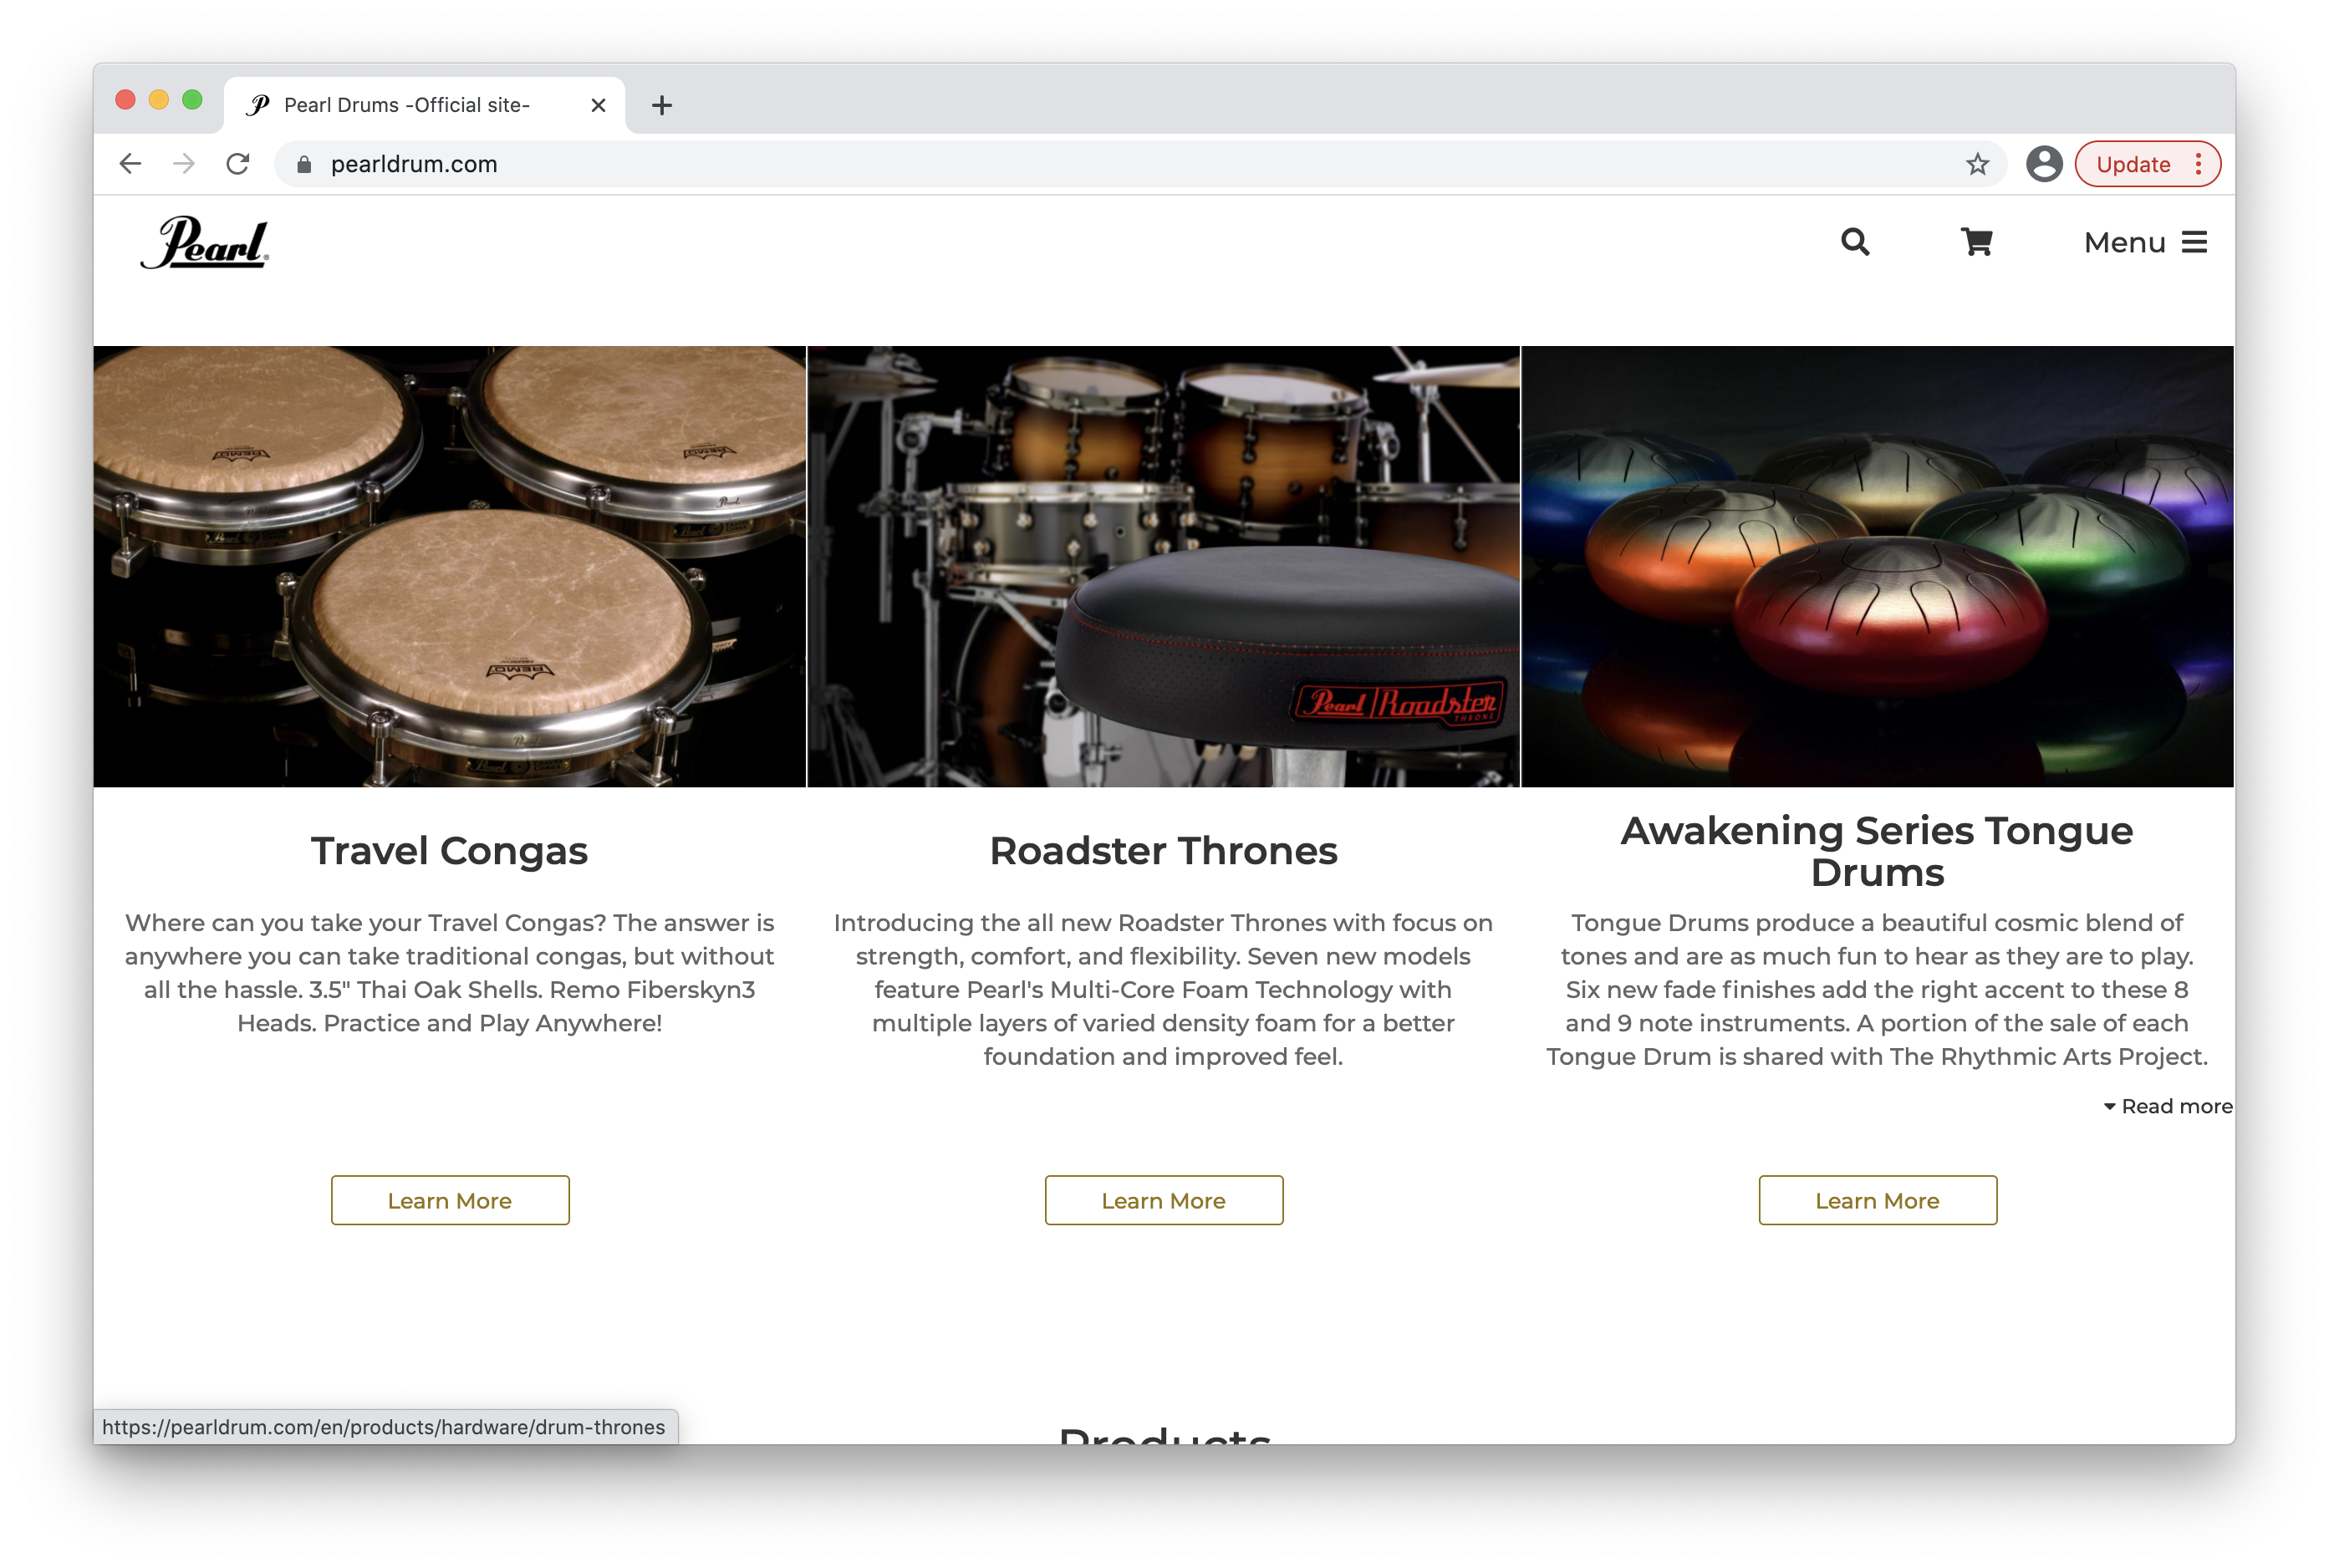 Pearl Drums -Official site-
pearldrum.com
Update
Pearl
Menu
REMO
REMO
Pearl
REMO
Pearl
Pearl Roadster
THRONE
Travel Congas
Where can you take your Travel Congas? The answer is
anywhere you can take traditional congas, but without
all the hassle. 3.5" Thai Oak Shells. Remo Fiberskyn3
Heads. Practice and Play Anywhere!
Learn More
Roadster Thrones
Introducing the all new Roadster Thrones with focus on
strength, comfort, and flexibility. Seven new models
feature Pearl's Multi-Core Foam Technology with
multiple layers of varied density foam for a better
foundation and improved feel.
Learn More
Awakening Series Tongue
Drums
Tongue Drums produce a beautiful cosmic blend of
tones and are as much fun to hear as they are to play.
Six new fade finishes add the right accent to these 8
and 9 note instruments. A portion of the sale of each
Tongue Drum is shared with The Rhythmic Arts Project.
Read more
Learn More
Products
https://pearldrum.com/en/products/hardware/drum-thrones